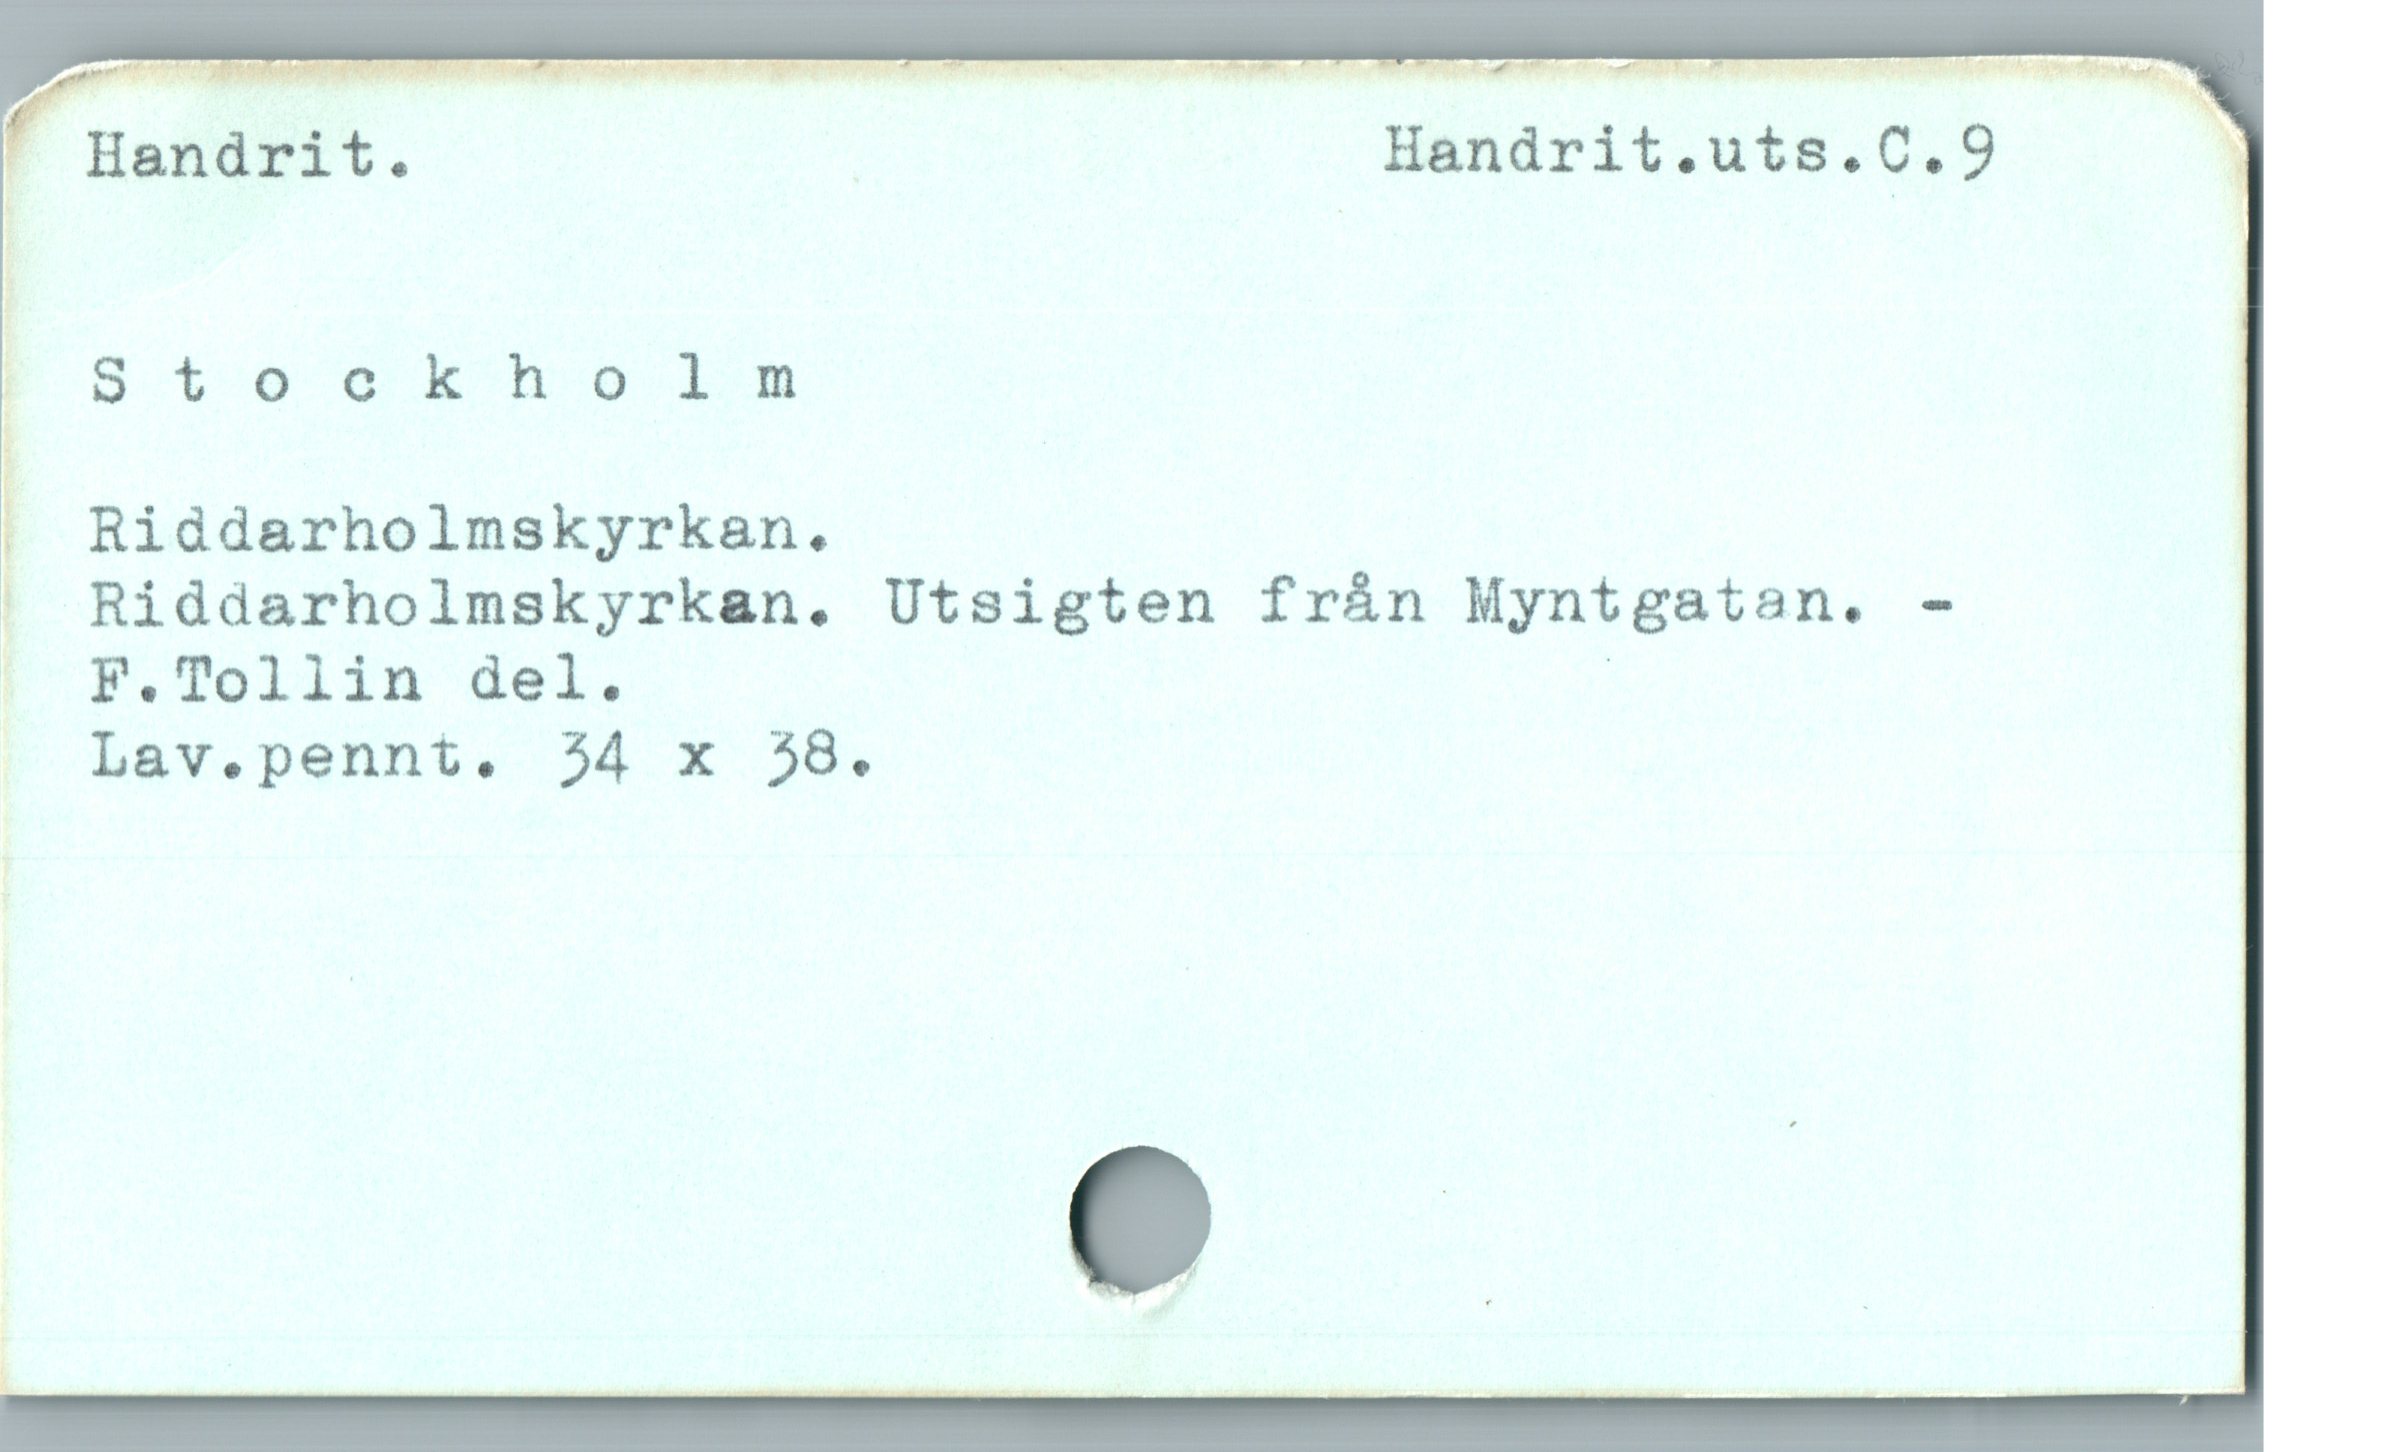 Handrit. Handrit.uts.C.9
S t o c k h o l m
Riddarholmskyrkan.
Riddarholmskyrkan. Utsigten från Myntgatan. -
F.Tollin del.
Lav.pennt. 34 x 38.